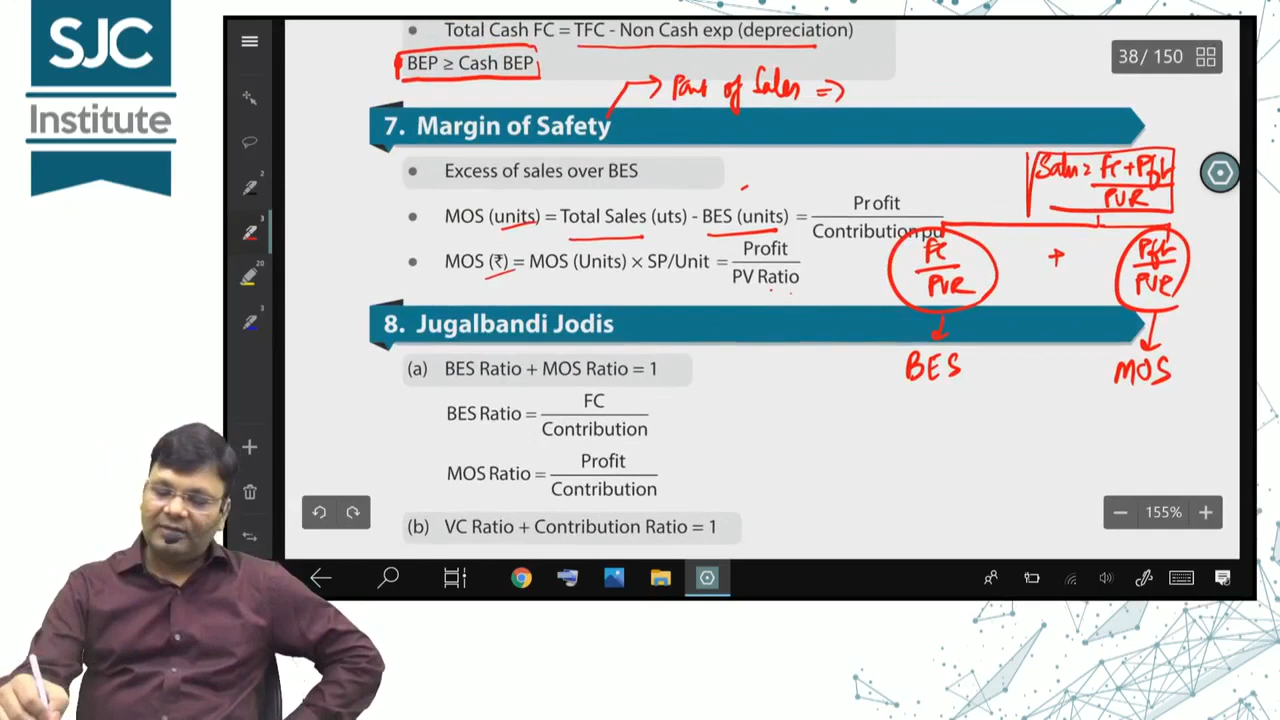 SJC
Institute
• Total Cash FC = TFC - Non Cash exp (depreciation)
BEP ≥ Cash BEP
38/150
→ Part of Sales ⇒
7. Margin of Safety
• Excess of sales over BES
Sales = FC + Pft / PVR
• MOS (units) = Total Sales (uts) - BES (units) = Profit / Contribution pu
FC / PVR + Pft / PVR
• MOS (₹) = MOS (Units) × SP/Unit = Profit / PV Ratio
8. Jugalbandi Jodis
BES MOS
(a) BES Ratio + MOS Ratio = 1
BES Ratio = FC / Contribution
MOS Ratio = Profit / Contribution
(b) VC Ratio + Contribution Ratio = 1
155%
2
3
20
3